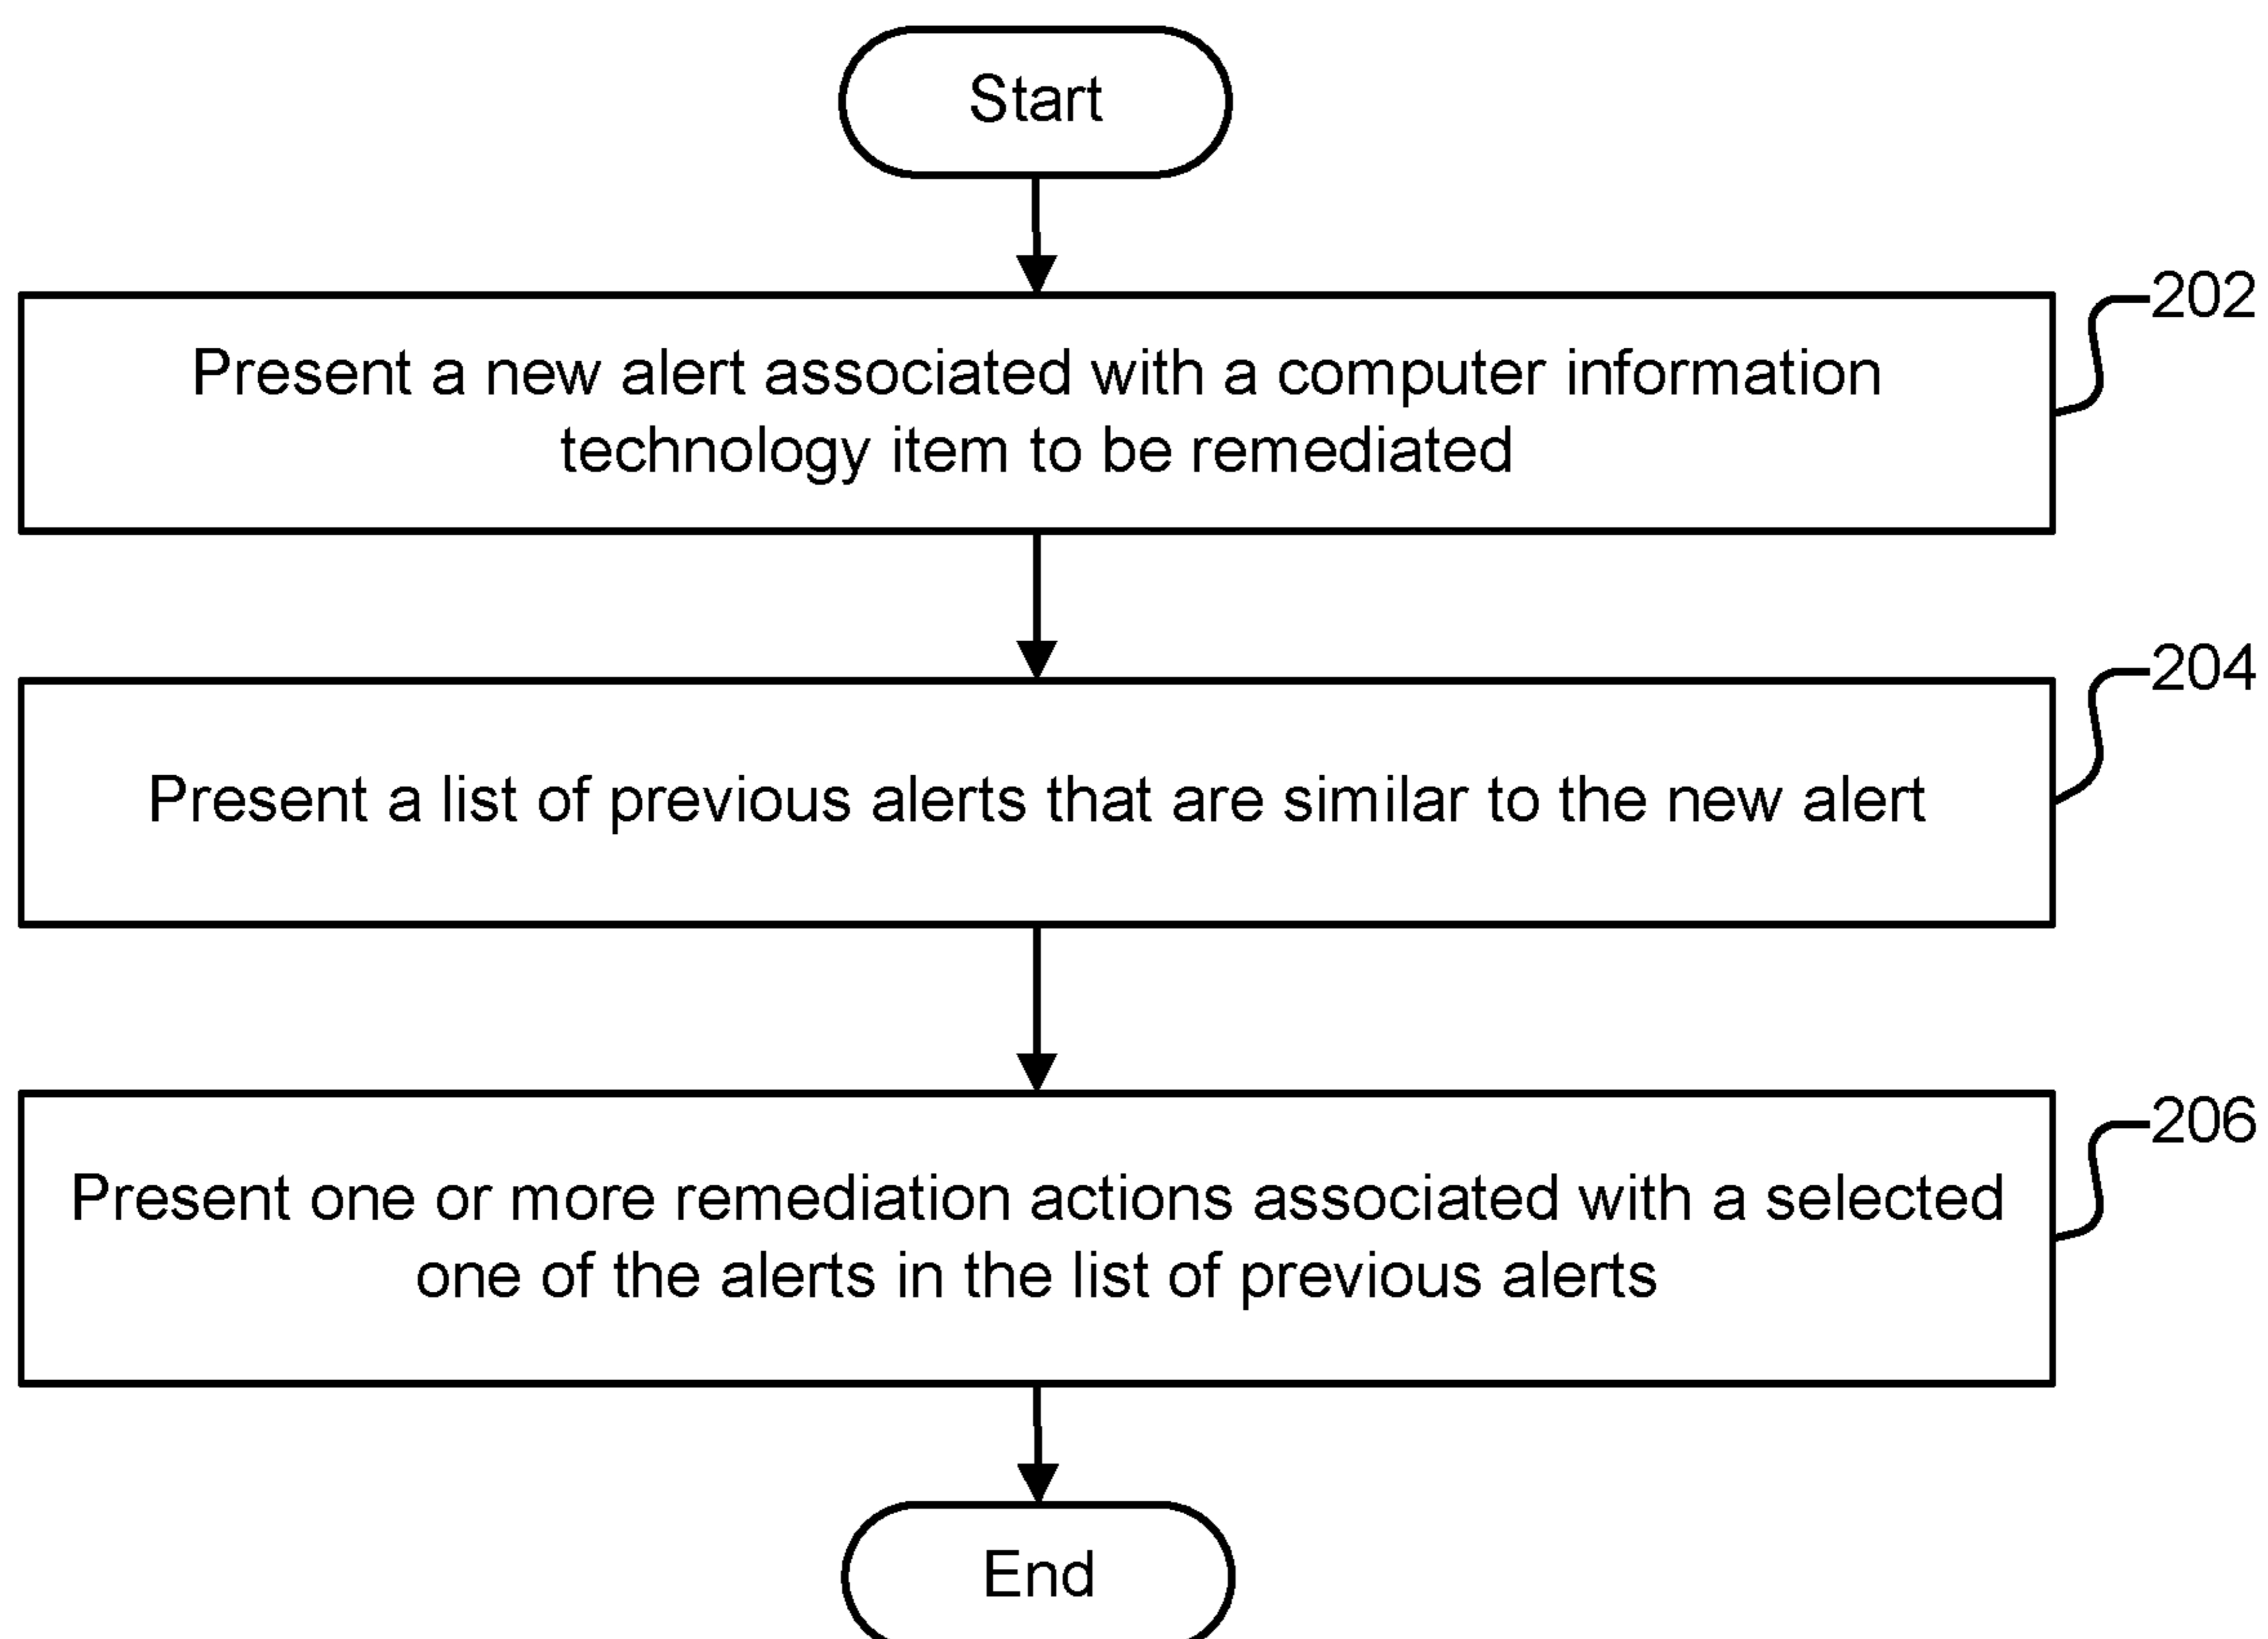 Start
202
Present a new alert associated with a computer information
technology item to be remediated
204
Present a list of previous alerts that are similar to the new alert
206
Present one or more remediation actions associated with a selected
one of the alerts in the list of previous alerts
End